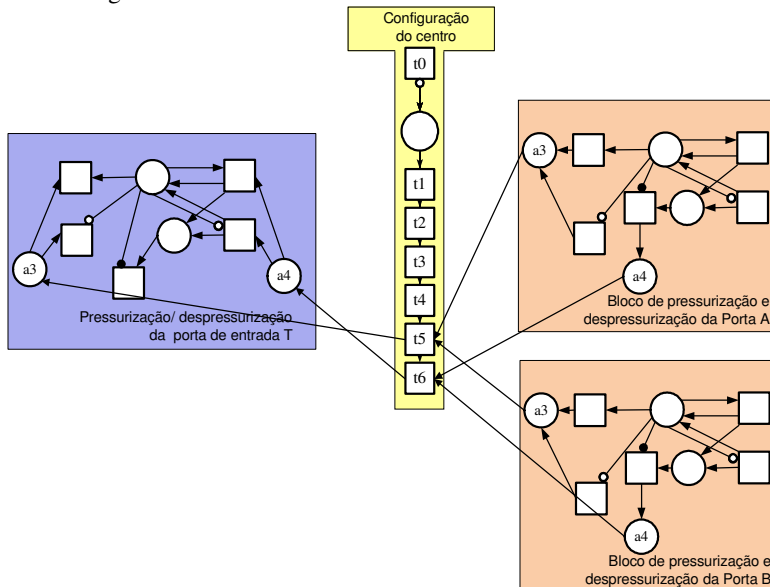 Configuração
do centro
t0
t1
t2
t3
t4
t5
t6
a3
a4
Pressurização/ despressurização
da porta de entrada T
a3
a4
Bloco de pressurização e
despressurização da Porta A
a3
a4
Bloco de pressurização e
despressurização da Porta B